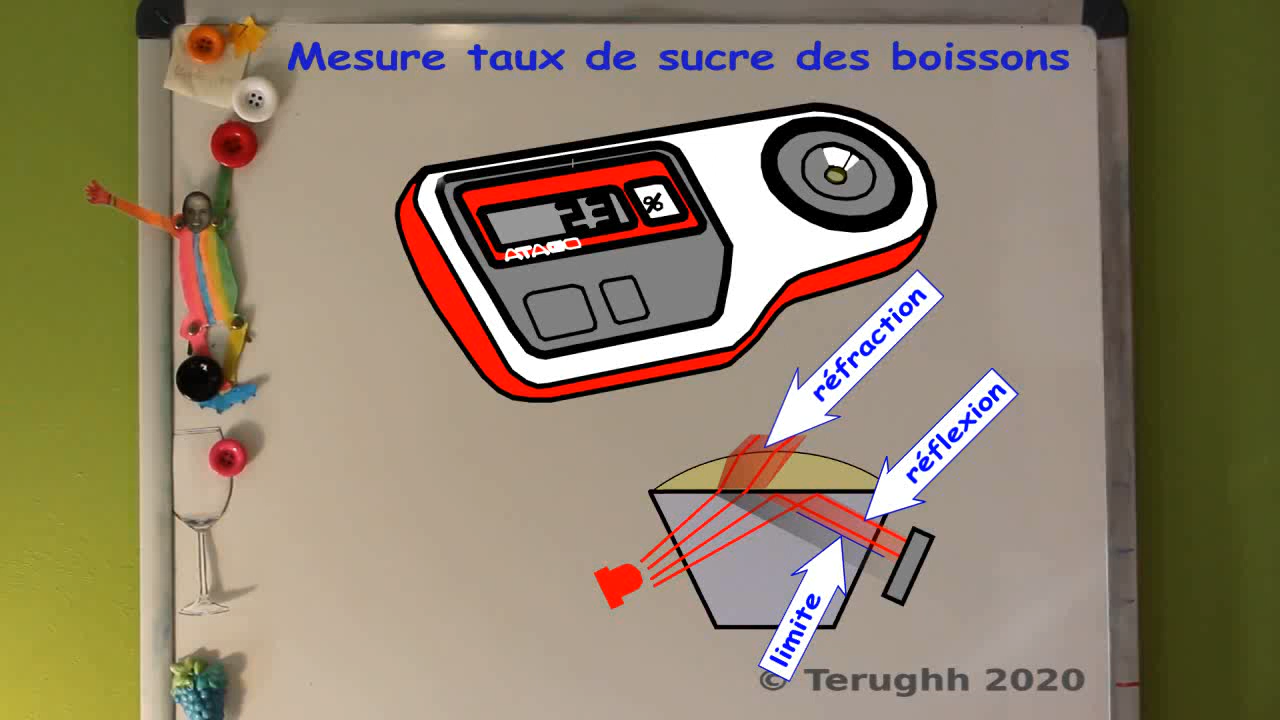 Mesure taux de sucre des boissons
%
ATAGO
réfraction
réflexion
limite
© Terughh 2020